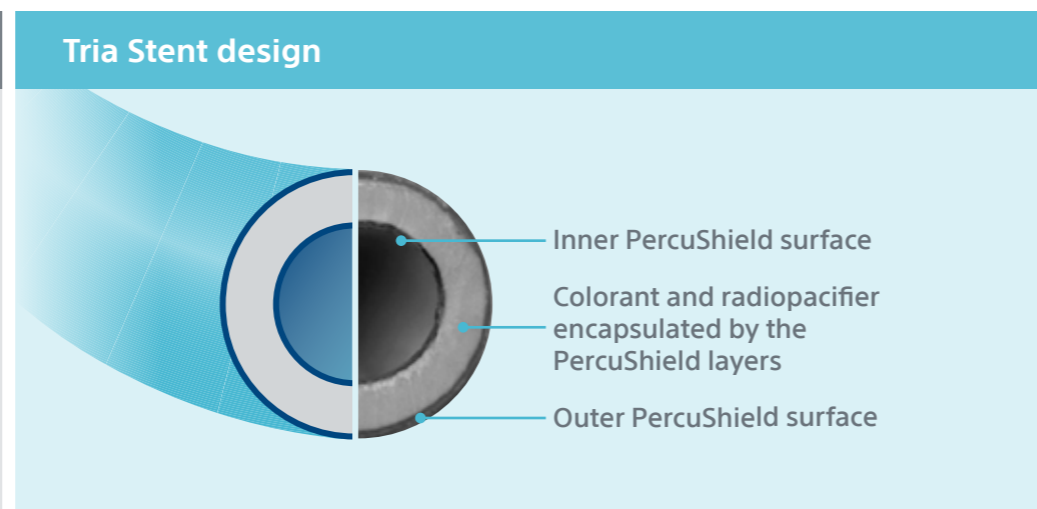 Tria Stent design
Inner PercuShield surface
Colorant and radiopacifier
encapsulated by the
PercuShield layers
Outer PercuShield surface